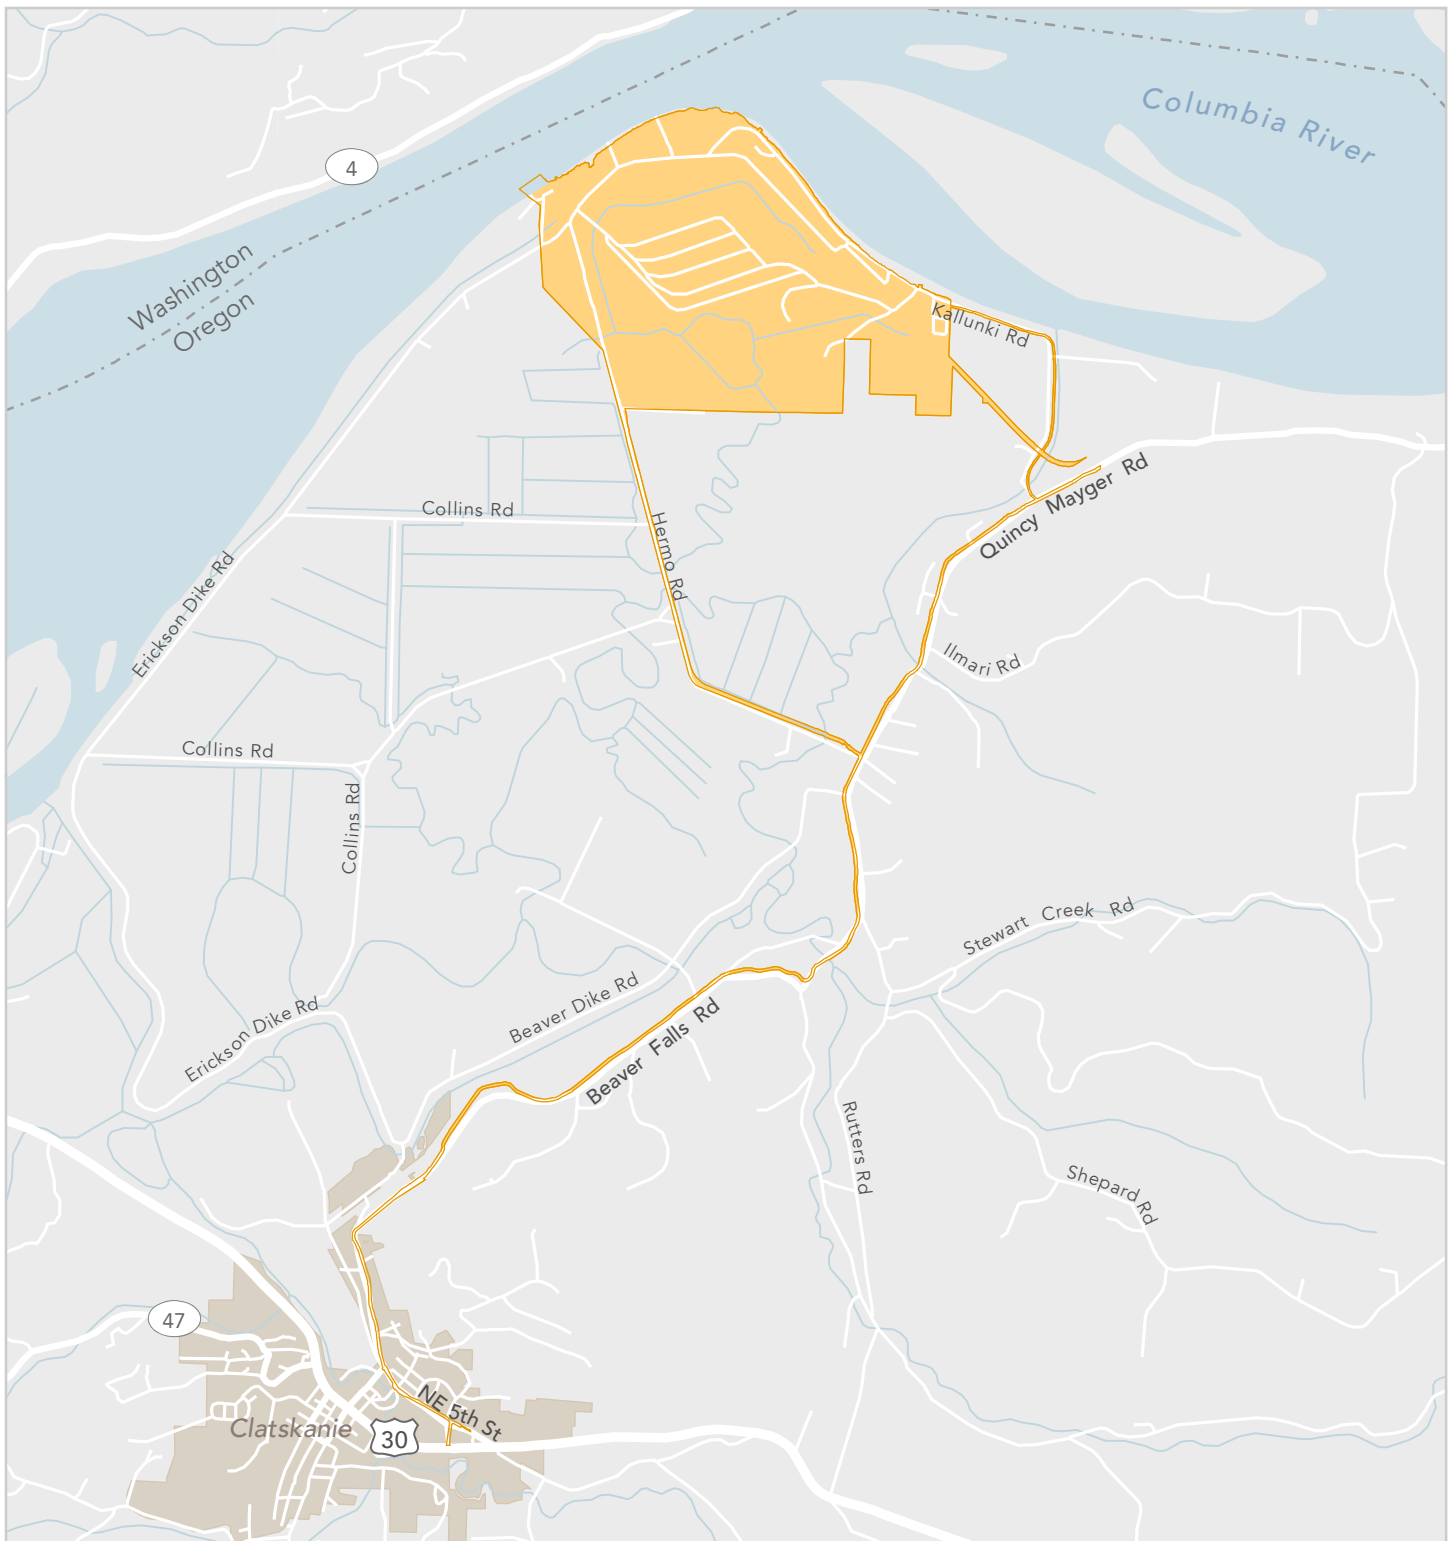 Columbia River
4
Washington
Oregon
Kallunki Rd
Quincy Mayger Rd
Collins Rd
Hermo Rd
Erickson Dike Rd
Ilmari Rd
Collins Rd
Collins Rd
Stewart Creek Rd
Beaver Dike Rd
Erickson Dike Rd
Beaver Falls Rd
Rutters Rd
Shepard Rd
47
NE 5th St
Clatskanie
30